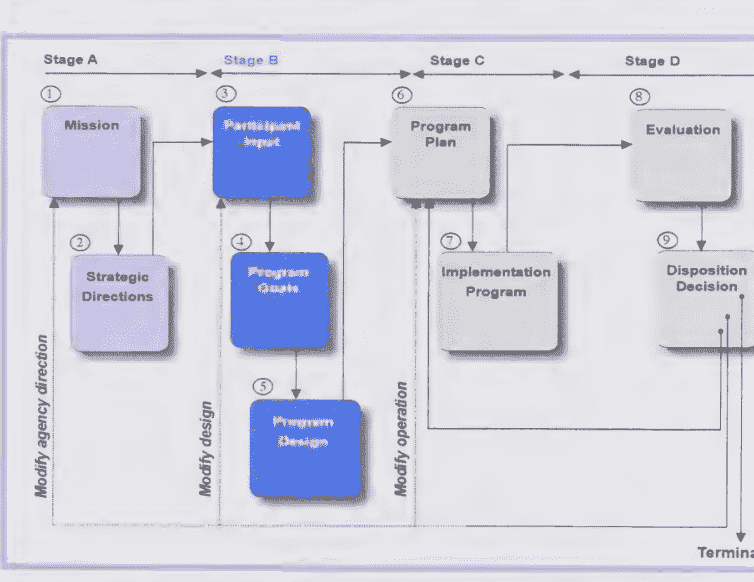 Stage A
Stage B
Stage C
Stage D
1
Mission
2
Strategic
Directions
3
Participant
Input
4
Program
Goals
5
Program
Design
6
Program
Plan
7
Implementation
Program
8
Evaluation
9
Disposition
Decision
Modify agency direction
Modify design
Modify operation
Termina